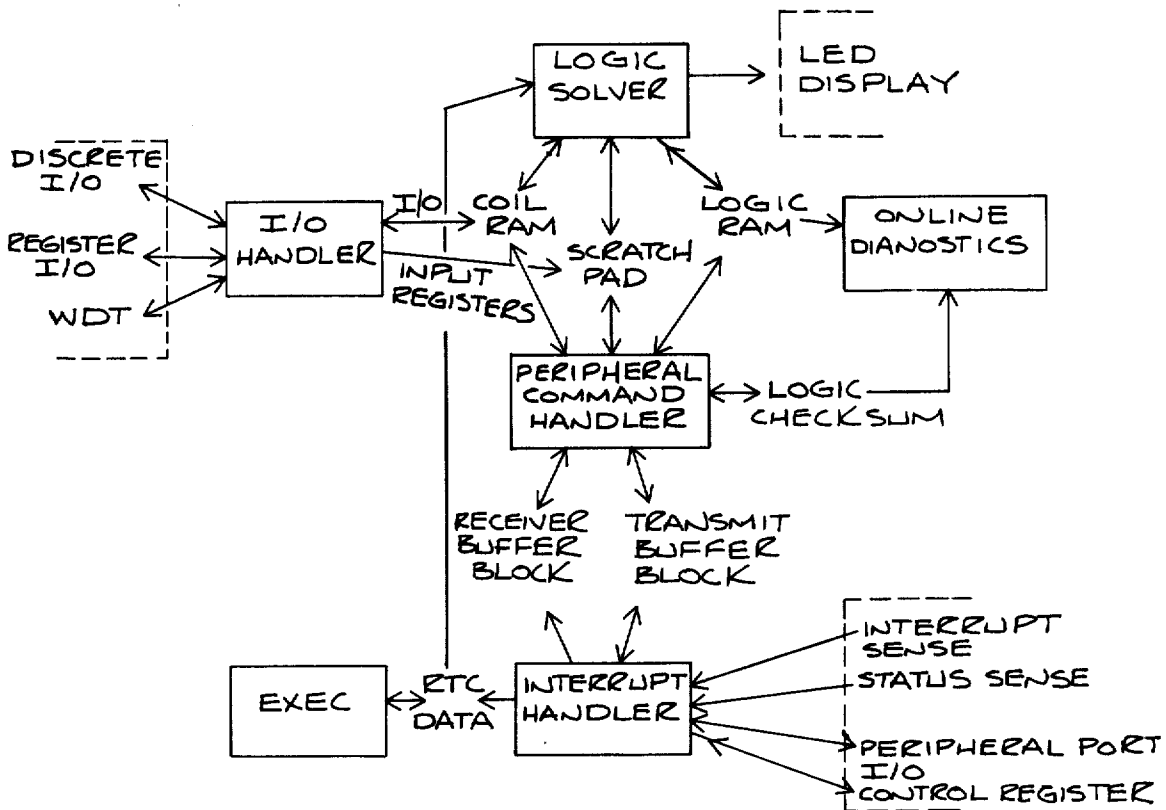 LOGIC
SOLVER
LED
DISPLAY
DISCRETE
I/O
REGISTER
I/O
WDT
I/O
HANDLER
I/O
INPUT
REGISTERS
COIL
RAM
SCRATCH
PAD
LOGIC
RAM
ONLINE
DIANOSTICS
PERIPHERAL
COMMAND
HANDLER
LOGIC
CHECKSUM
RECEIVER
BUFFER
BLOCK
TRANSMIT
BUFFER
BLOCK
EXEC
RTC
DATA
INTERRUPT
HANDLER
INTERRUPT
SENSE
STATUS SENSE
PERIPHERAL PORT
I/O
CONTROL REGISTER